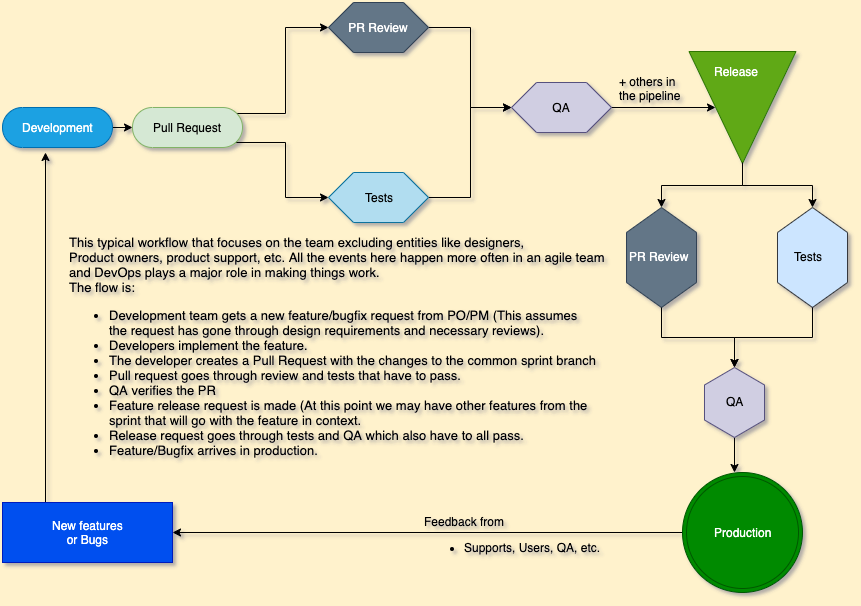 PR Review
Release
+ others in
the pipeline
QA
Development
Pull Request
Tests
This typical workflow that focuses on the team excluding entities like designers,
Product owners, product support, etc. All the events here happen more often in an agile team
and DevOps plays a major role in making things work.
The flow is:
• Development team gets a new feature/bugfix request from PO/PM (This assumes
the request has gone through design requirements and necessary reviews).
• Developers implement the feature.
• The developer creates a Pull Request with the changes to the common sprint branch
• Pull request goes through review and tests that have to pass.
• QA verifies the PR
• Feature release request is made (At this point we may have other features from the
sprint that will go with the feature in context.
• Release request goes through tests and QA which also have to all pass.
• Feature/Bugfix arrives in production.
PR Review
Tests
QA
New features
or Bugs
Feedback from
• Supports, Users, QA, etc.
Production